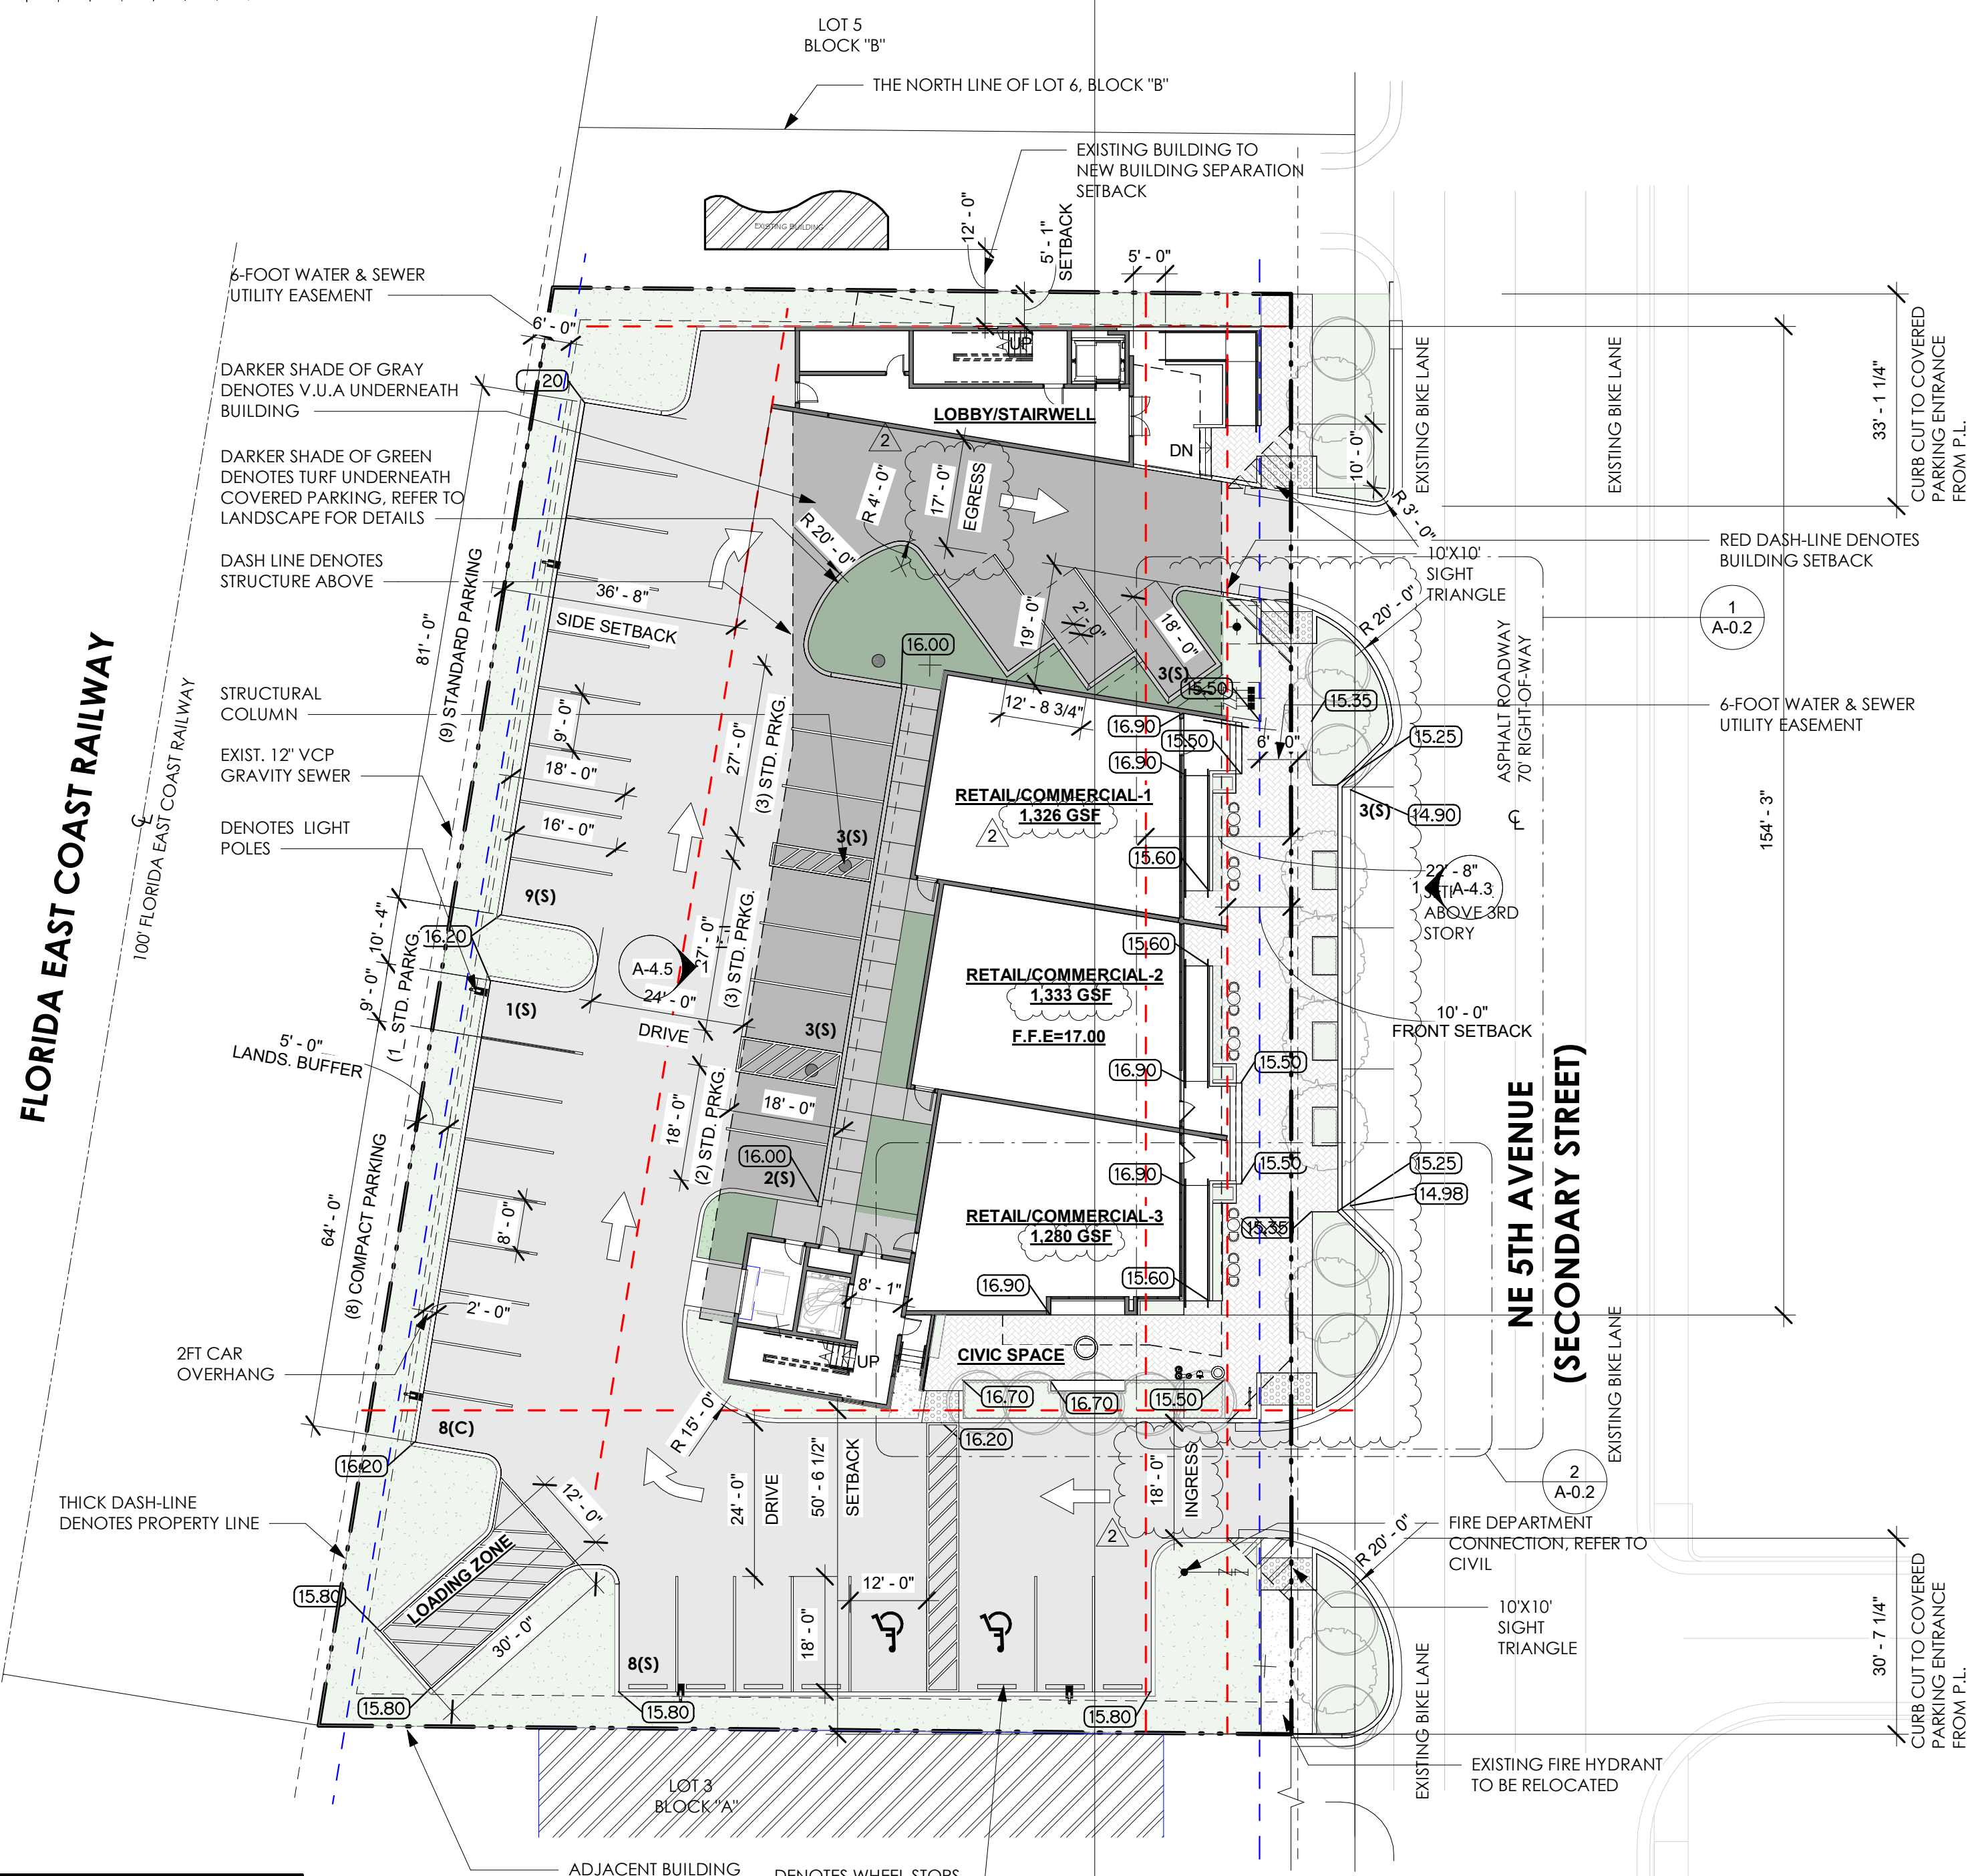 LOT 5
BLOCK "B"
THE NORTH LINE OF LOT 6, BLOCK "B"
EXISTING BUILDING TO
NEW BUILDING SEPARATION
SETBACK
EXISTING BUILDING
12' - 0"
5' - 1"
SETBACK
5' - 0"
6-FOOT WATER & SEWER
UTILITY EASEMENT
6' - 0"
DARKER SHADE OF GRAY
DENOTES V.U.A UNDERNEATH
BUILDING
20
UP
LOBBY/STAIRWELL
DN
2
EXISTING BIKE LANE
EXISTING BIKE LANE
33' - 1 1/4"
CURB CUT TO COVERED
PARKING ENTRANCE
FROM P.L.
DARKER SHADE OF GREEN
DENOTES TURF UNDERNEATH
COVERED PARKING, REFER TO
LANDSCAPE FOR DETAILS
R 4' - 0"
17' - 0"
EGRESS
10' - 0"
R 3' - 0"
R 20' - 0"
10'X10'
SIGHT
TRIANGLE
RED DASH-LINE DENOTES
BUILDING SETBACK
DASH LINE DENOTES
STRUCTURE ABOVE
(9) STANDARD PARKING
81' - 0"
36' - 8"
SIDE SETBACK
19' - 0"
2' - 0"
18' - 0"
3(S)
R 20' - 0"
1
A-0.2
FLORIDA EAST COAST RAILWAY
100' FLORIDA EAST COAST RAILWAY
STRUCTURAL
COLUMN
16.00
12' - 8 3/4"
15.50
15.35
ASPHALT ROADWAY
70' RIGHT-OF-WAY
6-FOOT WATER & SEWER
UTILITY EASEMENT
16.90
15.50
6' - 0"
15.25
EXIST. 12" VCP
GRAVITY SEWER
9' - 0"
18' - 0"
16' - 0"
27' - 0"
(3) STD. PRKG.
16.90
RETAIL/COMMERCIAL-1
1,326 GSF
2
3(S)
14.90
154' - 3"
DENOTES LIGHT
POLES
3(S)
15.60
22' - 8"
ABOVE 3RD
STORY
1
A-4.3
9(S)
16.20
10' - 4"
9' - 0"
(1_ STD. PARKG.
1(S)
A-4.5
1
27' - 0"
(3) STD. PRKG.
24' - 0"
DRIVE
15.60
RETAIL/COMMERCIAL-2
1,333 GSF
F.F.E=17.00
3(S)
10' - 0"
FRONT SETBACK
5' - 0"
LANDS. BUFFER
16.90
15.50
18' - 0"
(2) STD. PRKG.
18' - 0"
16.00
2(S)
NE 5TH AVENUE
(SECONDARY STREET)
16.90
15.50
15.25
14.98
(8) COMPACT PARKING
64' - 0"
8' - 0"
RETAIL/COMMERCIAL-3
1,280 GSF
15.35
2' - 0"
16.90
15.60
8' - 1"
2FT CAR
OVERHANG
UP
CIVIC SPACE
EXISTING BIKE LANE
16.70
16.70
15.50
8(C)
16.20
R 15' - 0"
16.20
2
A-0.2
THICK DASH-LINE
DENOTES PROPERTY LINE
12' - 0"
24' - 0"
DRIVE
50' - 6 1/2"
SETBACK
18' - 0"
INGRESS
2
R 20' - 0"
FIRE DEPARTMENT
CONNECTION, REFER TO
CIVIL
15.80
LOADING ZONE
30' - 0"
12' - 0"
18' - 0"
8(S)
10'X10'
SIGHT
TRIANGLE
30' - 7 1/4"
CURB CUT TO COVERED
PARKING ENTRANCE
FROM P.L.
15.80
15.80
15.80
EXISTING BIKE LANE
EXISTING FIRE HYDRANT
TO BE RELOCATED
LOT 3
BLOCK "A"
ADJACENT BUILDING
DENOTES WHEEL STOPS